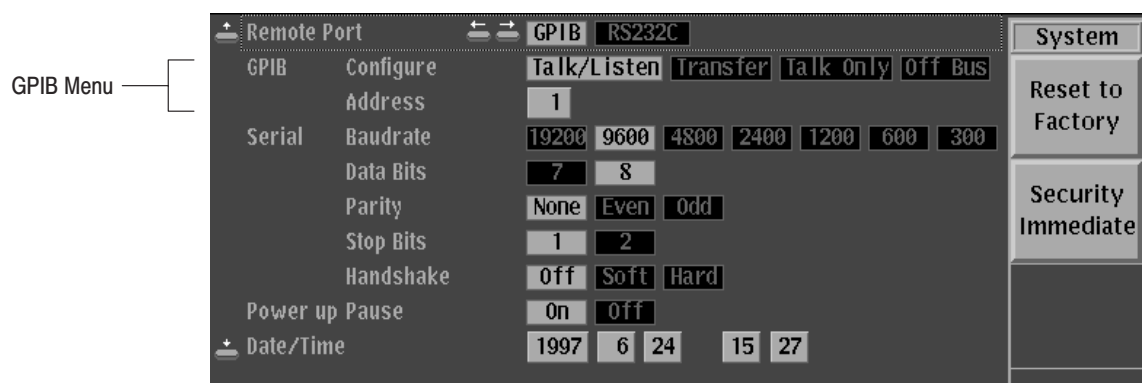 Remote Port GPIB RS232C
GPIB Menu
GPIB Configure Talk/Listen Transfer Talk Only Off Bus
Address 1
Serial Baudrate 19200 9600 4800 2400 1200 600 300
Data Bits 7 8
Parity None Even Odd
Stop Bits 1 2
Handshake Off Soft Hard
Power up Pause On Off
Date/Time 1997 6 24 15 27
System
Reset to
Factory
Security
Immediate